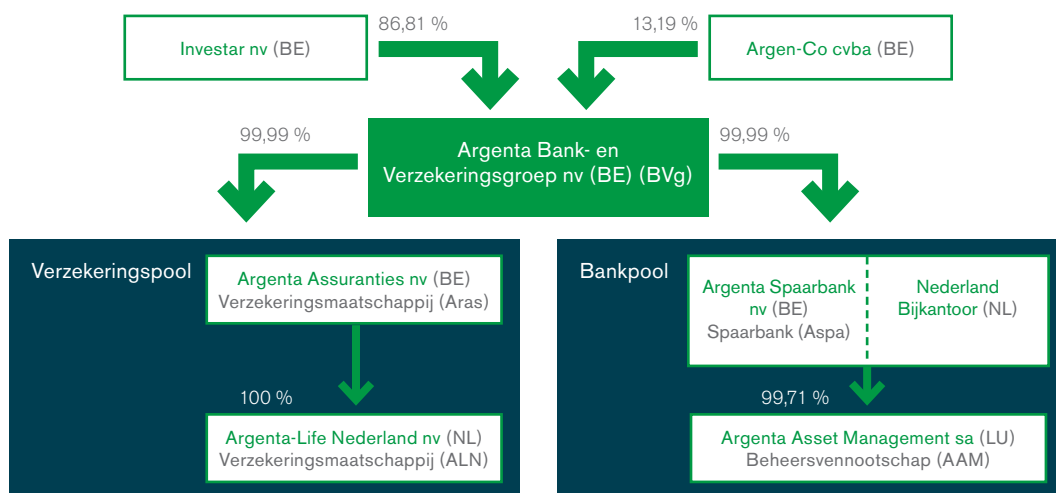 86,81 %
13,19 %
Investar nv (BE)
Argen-Co cvba (BE)
99,99 %
99,99 %
Argenta Bank- en
Verzekeringsgroep nv (BE) (BVg)
Verzekeringspool
Argenta Assuranties nv (BE)
Verzekeringsmaatschappij (Aras)
100 %
Argenta-Life Nederland nv (NL)
Verzekeringsmaatschappij (ALN)
Bankpool
Argenta Spaarbank
nv (BE)
Spaarbank (Aspa)
Nederland
Bijkantoor (NL)
99,71 %
Argenta Asset Management sa (LU)
Beheersvennootschap (AAM)